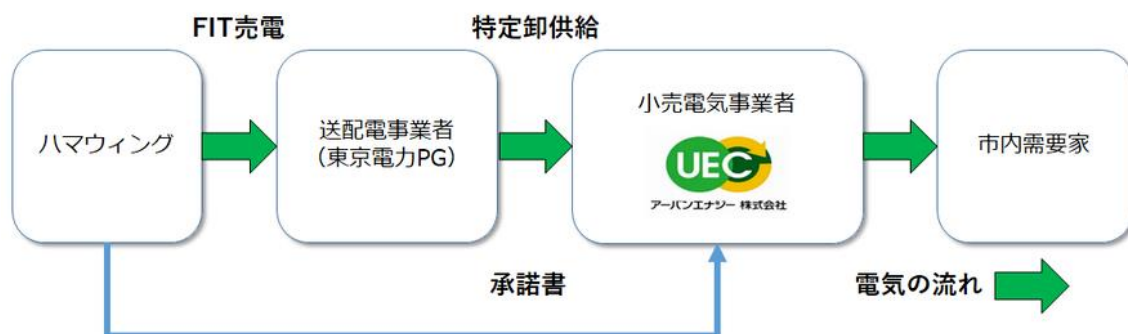 FIT売電
特定卸供給
ハマウィング
送配電事業者
（東京電力PG）
小売電気事業者
UEC
アーバンエナジー 株式会社
市内需要家
承諾書
電気の流れ